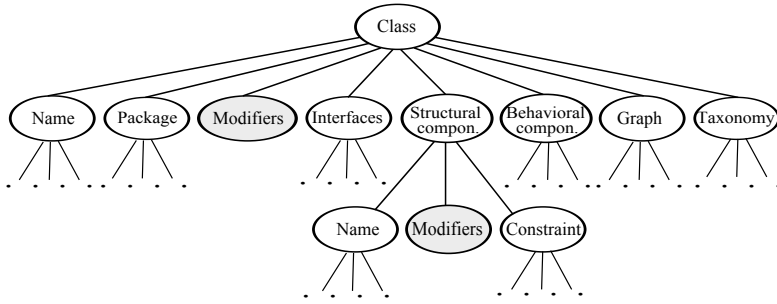 Class
Name
Package
Modifiers
Interfaces
Structural
compon.
Behavioral
compon.
Graph
Taxonomy
Name
Modifiers
Constraint